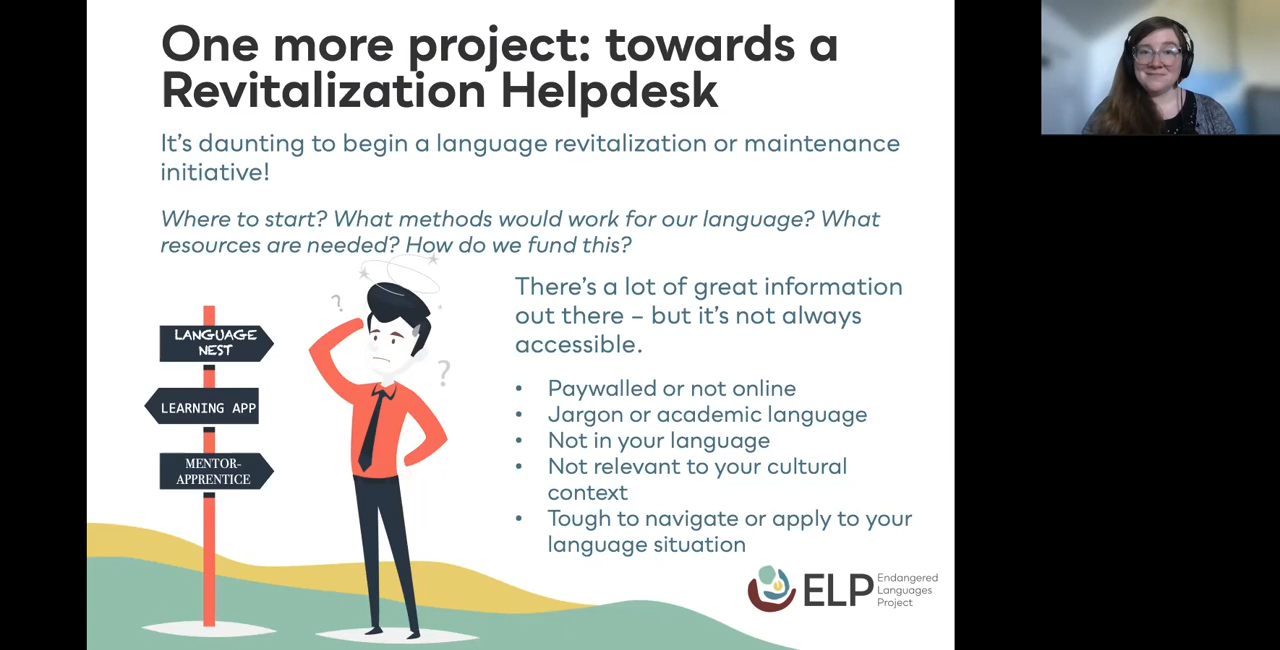 One more project: towards a
Revitalization Helpdesk
It's daunting to begin a language revitalization or maintenance
initiative!
Where to start? What methods would work for our language? What
resources are needed? How do we fund this?
There's a lot of great information
out there – but it's not always
accessible.
• Paywalled or not online
• Jargon or academic language
• Not in your language
• Not relevant to your cultural
context
• Tough to navigate or apply to your
language situation
LANGUAGE
NEST
LEARNING APP
MENTOR-
APPRENTICE
?
?
ELP
Endangered
Languages
Project